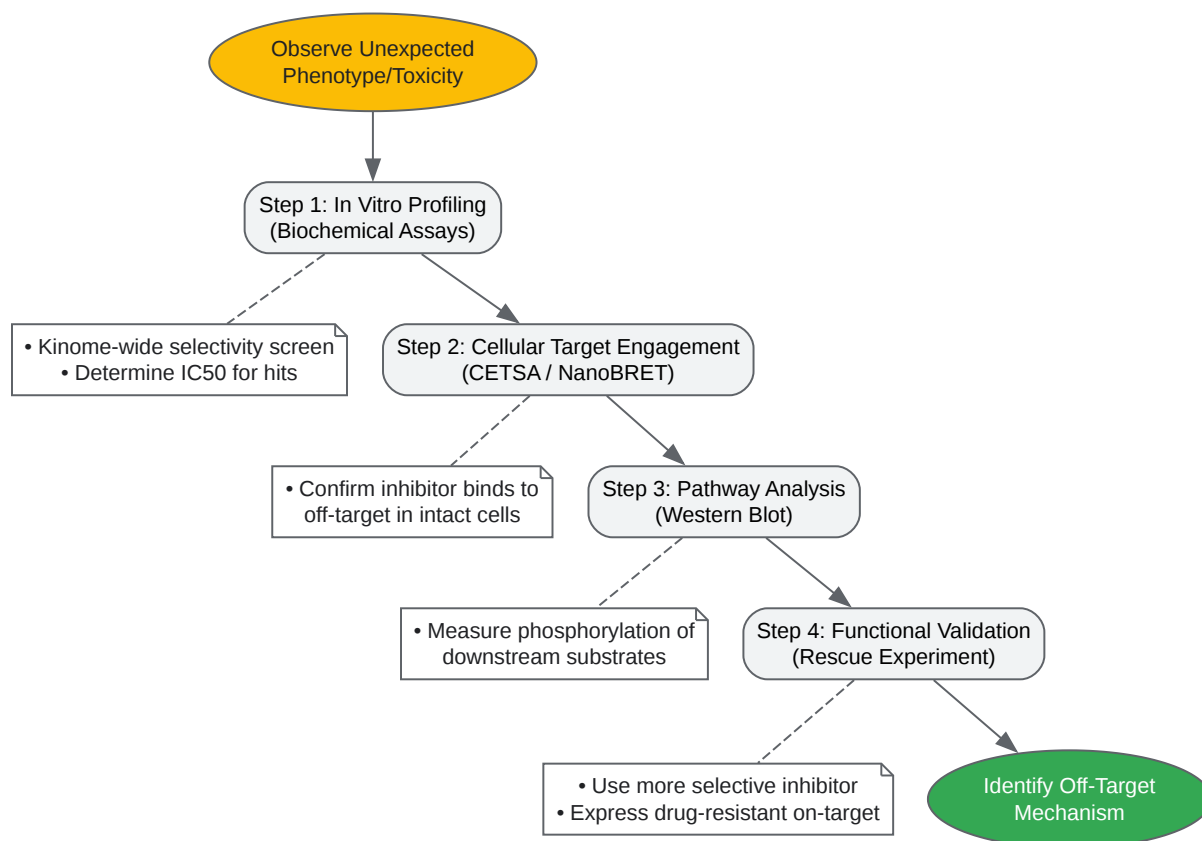 Observe Unexpected
Phenotype/Toxicity
Step 1: In Vitro Profiling
(Biochemical Assays)
• Kinome-wide selectivity screen
• Determine IC50 for hits
Step 2: Cellular Target Engagement
(CETSA / NanoBRET)
• Confirm inhibitor binds to
off-target in intact cells
Step 3: Pathway Analysis
(Western Blot)
• Measure phosphorylation of
downstream substrates
Step 4: Functional Validation
(Rescue Experiment)
• Use more selective inhibitor
• Express drug-resistant on-target
Identify Off-Target
Mechanism